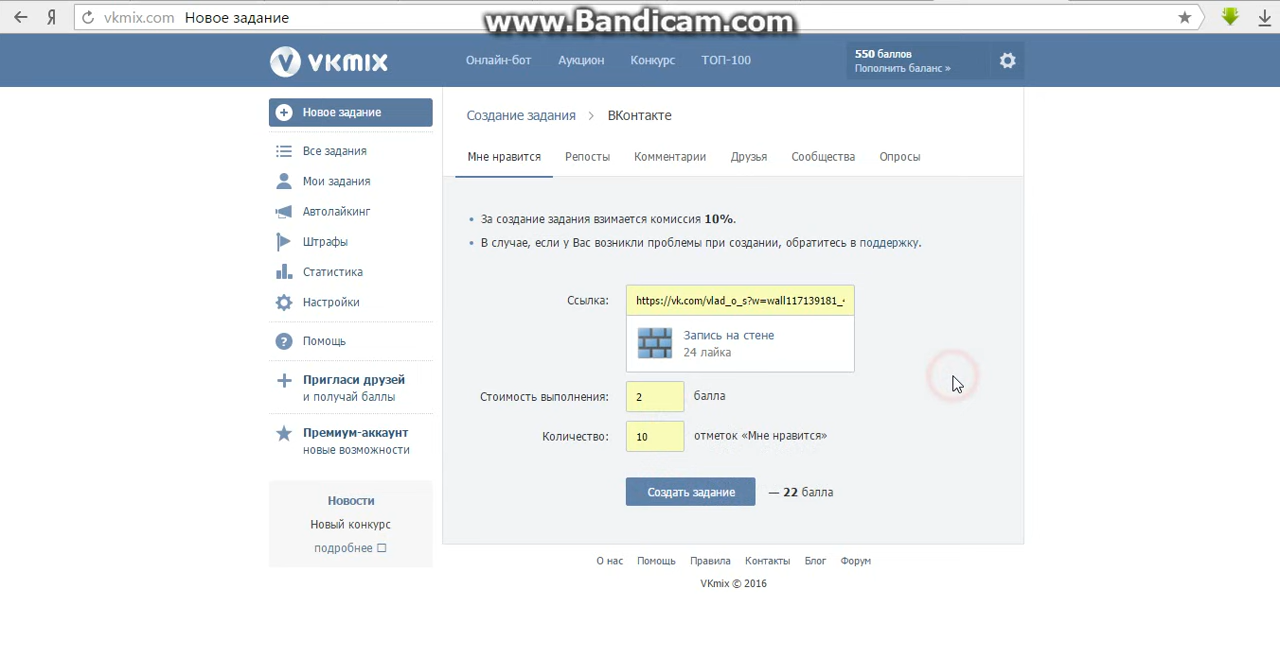 vkmix.com Новое задание
www.Bandicam.com
VKMIX
Онлайн-бот Аукцион Конкурс ТОП-100
550 баллов
Пополнить баланс »
Новое задание
Все задания
Мои задания
Автолайкинг
Штрафы
Статистика
Настройки
Помощь
Пригласи друзей
и получай баллы
Премиум-аккаунт
новые возможности
Новости
Новый конкурс
подробнее
Создание задания > ВКонтакте
Мне нравится Репосты Комментарии Друзья Сообщества Опросы
• За создание задания взимается комиссия 10%.
• В случае, если у Вас возникли проблемы при создании, обратитесь в поддержку.
Ссылка: https://vk.com/vlad_o_s?w=wall117139181_
Запись на стене
24 лайка
Стоимость выполнения: 2 балла
Количество: 10 отметок «Мне нравится»
Создать задание — 22 балла
О нас Помощь Правила Контакты Блог Форум
VKmix © 2016